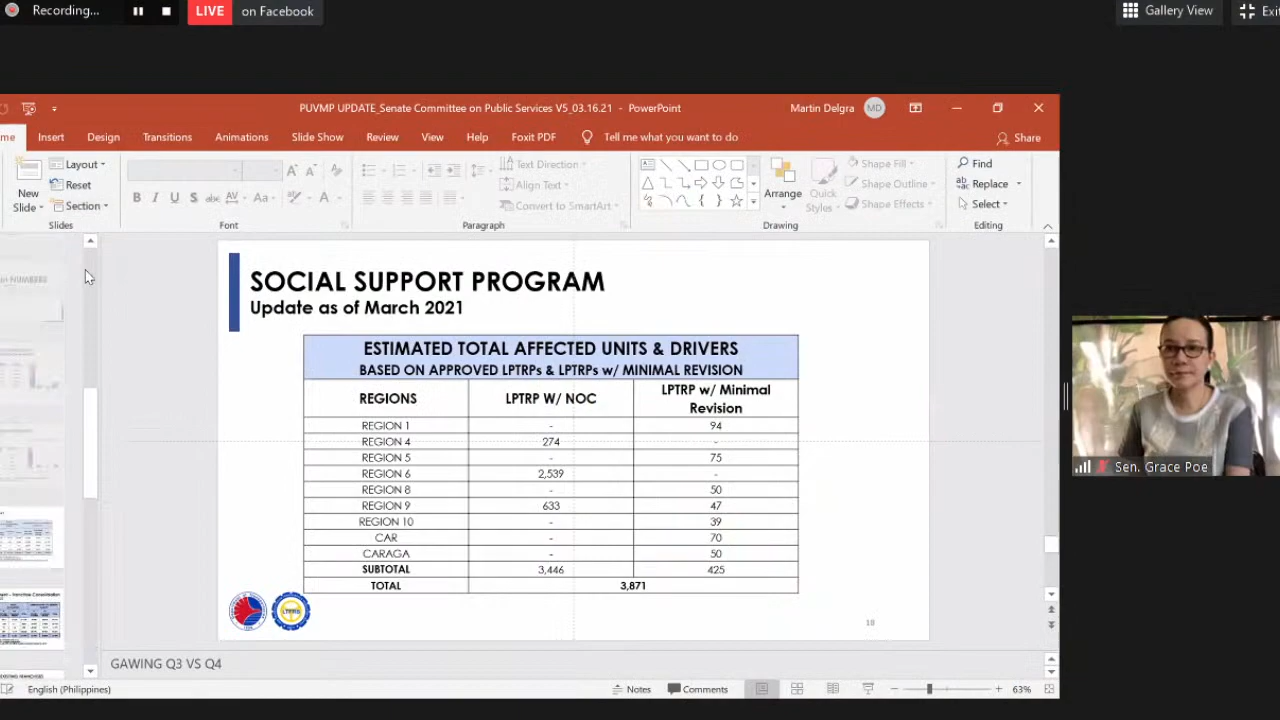 Recording...
LIVE on Facebook
Gallery View
PUVMP UPDATE_Senate Committee on Public Services V5_03.16.21 - PowerPoint
Martin Delgra MD
Insert Design Transitions Animations Slide Show Review View Help Foxit PDF Tell me what you want to do
Share
New
Slide
Layout
Reset
Section
B I U S abc AV Aa A
Text Direction
Align Text
Convert to SmartArt
Arrange
Quick
Styles
Shape Fill
Shape Outline
Shape Effects
Find
Replace
Select
Slides Font Paragraph Drawing Editing
SOCIAL SUPPORT PROGRAM
Update as of March 2021
ESTIMATED TOTAL AFFECTED UNITS & DRIVERS
BASED ON APPROVED LPTRPs & LPTRPs w/ MINIMAL REVISION
REGIONS LPTRP W/ NOC LPTRP w/ Minimal Revision
REGION 1 - 94
REGION 4 274 -
REGION 5 - 75
REGION 6 2,539 -
REGION 8 - 50
REGION 9 633 47
REGION 10 - 39
CAR - 70
CARAGA - 50
SUBTOTAL 3,446 425
TOTAL 3,871
18
Sen. Grace Poe
GAWING Q3 VS Q4
English (Philippines)
Notes Comments
63%